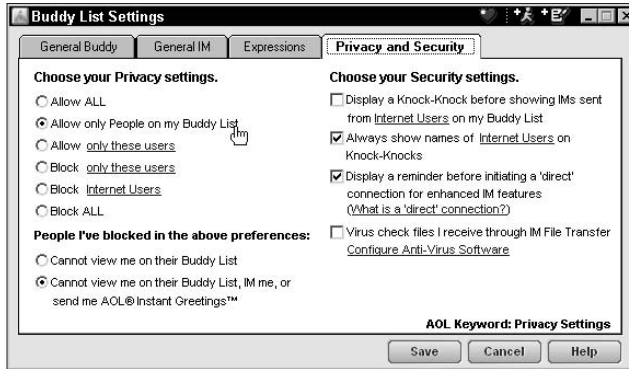 Buddy List Settings
General Buddy
General IM
Expressions
Privacy and Security
Choose your Privacy settings.
Allow ALL
Allow only People on my Buddy List
Allow only these users
Block only these users
Block Internet Users
Block ALL
People I've blocked in the above preferences:
Cannot view me on their Buddy List
Cannot view me on their Buddy List, IM me, or
send me AOL® Instant Greetings™
Choose your Security settings.
Display a Knock-Knock before showing IMs sent
from Internet Users on my Buddy List
Always show names of Internet Users on
Knock-Knocks
Display a reminder before initiating a 'direct'
connection for enhanced IM features
(What is a 'direct' connection?)
Virus check files I receive through IM File Transfer
Configure Anti-Virus Software
AOL Keyword: Privacy Settings
Save
Cancel
Help